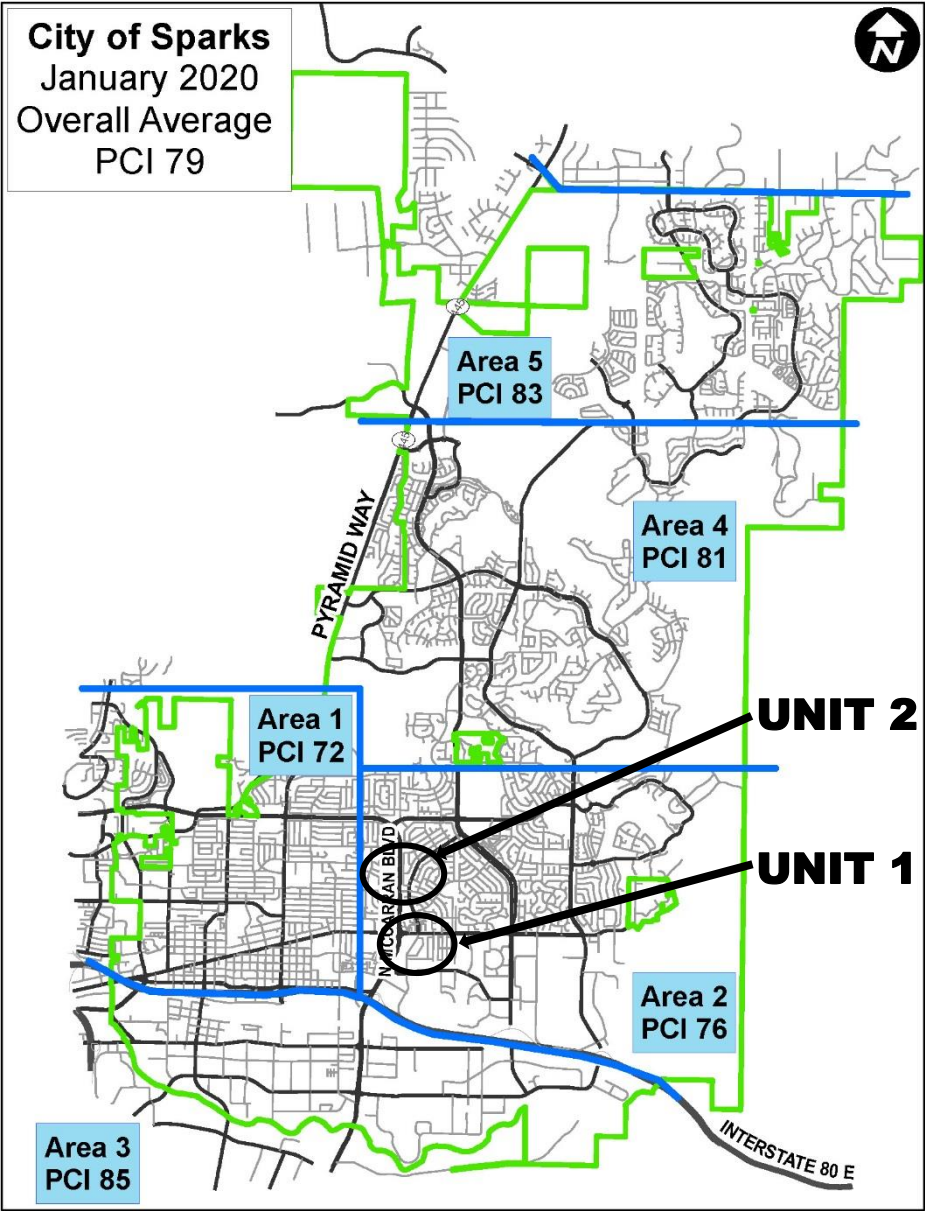 City of Sparks
January 2020
Overall Average
PCI 79
N
445
Area 5
PCI 83
445
PYRAMID WAY
Area 4
PCI 81
UNIT 2
Area 1
PCI 72
N MCCARRAN BLVD
UNIT 1
Area 2
PCI 76
Area 3
PCI 85
INTERSTATE 80 E